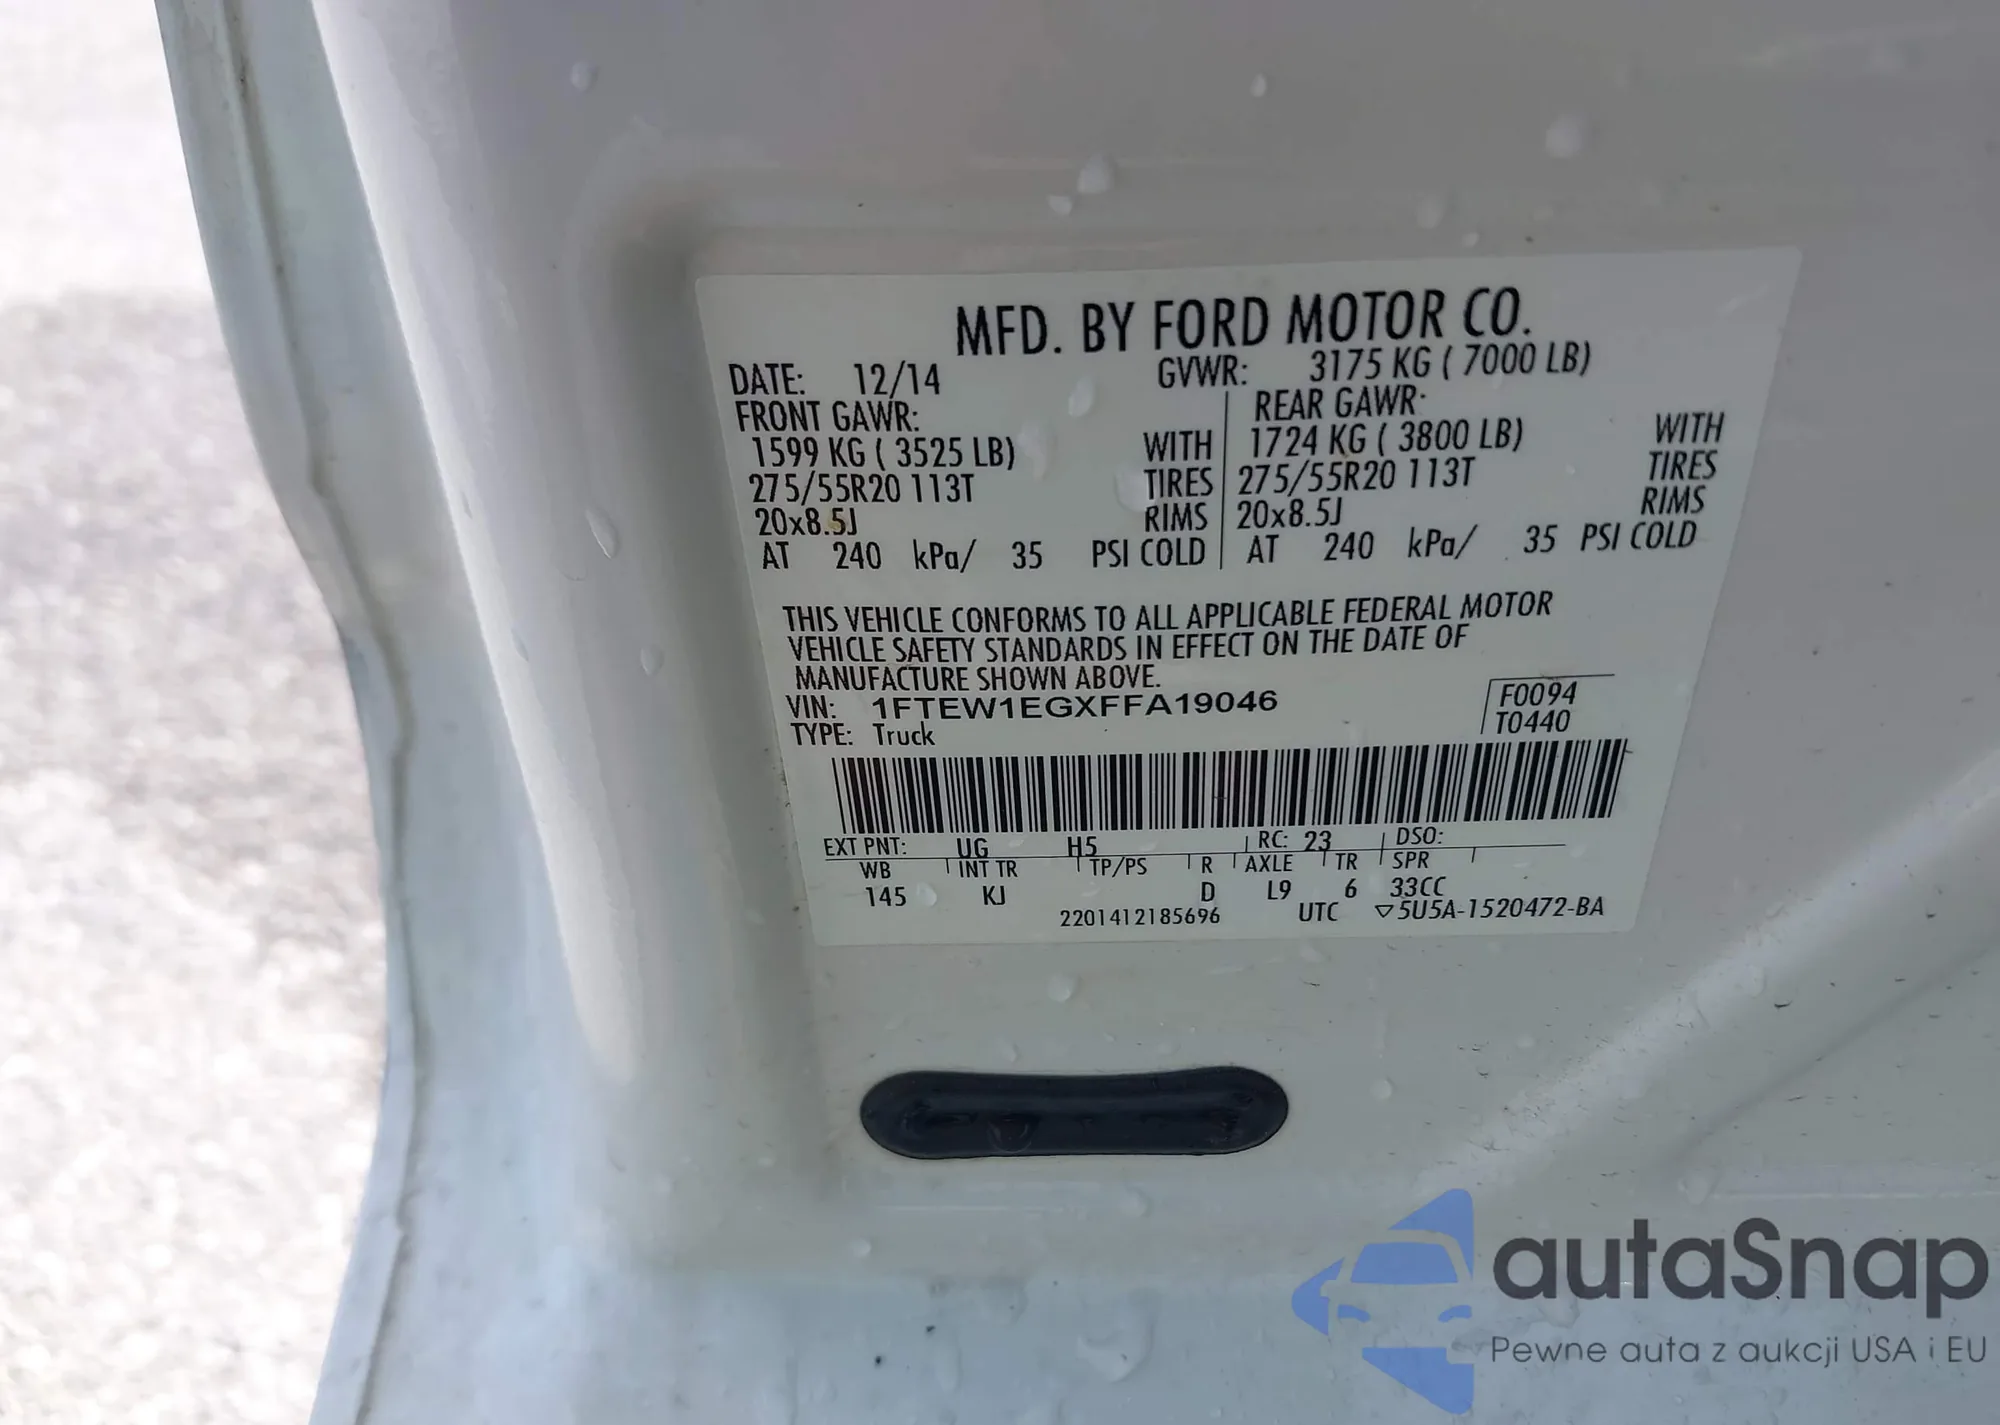 MFD. BY FORD MOTOR CO.
DATE: 12/14 GVWR: 3175 KG ( 7000 LB)
FRONT GAWR: REAR GAWR:
1599 KG ( 3525 LB) WITH 1724 KG ( 3800 LB) WITH
275/55R20 113T TIRES 275/55R20 113T TIRES
20x8.5J RIMS 20x8.5J RIMS
AT 240 kPa/ 35 PSI COLD AT 240 kPa/ 35 PSI COLD
THIS VEHICLE CONFORMS TO ALL APPLICABLE FEDERAL MOTOR
VEHICLE SAFETY STANDARDS IN EFFECT ON THE DATE OF
MANUFACTURE SHOWN ABOVE.
VIN: 1FTEW1EGXFFA19046 F0094
TYPE: Truck T0440
EXT PNT: UG H5 RC: 23 DSO:
WB INT TR TP/PS R AXLE TR SPR
145 KJ D L9 6 33CC
2201412185696 UTC ▽5U5A-1520472-BA
autaSnap
Pewne auta z aukcji USA i EU